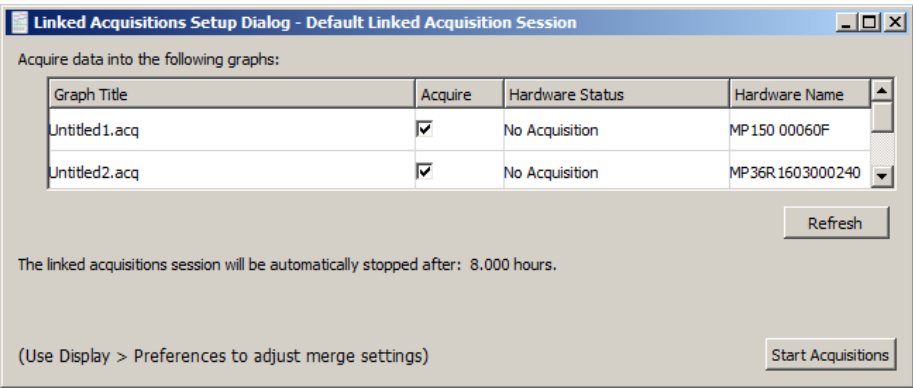 Linked Acquisitions Setup Dialog - Default Linked Acquisition Session
Acquire data into the following graphs:
Graph Title Acquire Hardware Status Hardware Name
Untitled1.acq No Acquisition MP150 00060F
Untitled2.acq No Acquisition MP36R1603000240
Refresh
The linked acquisitions session will be automatically stopped after: 8.000 hours.
(Use Display > Preferences to adjust merge settings) Start Acquisitions